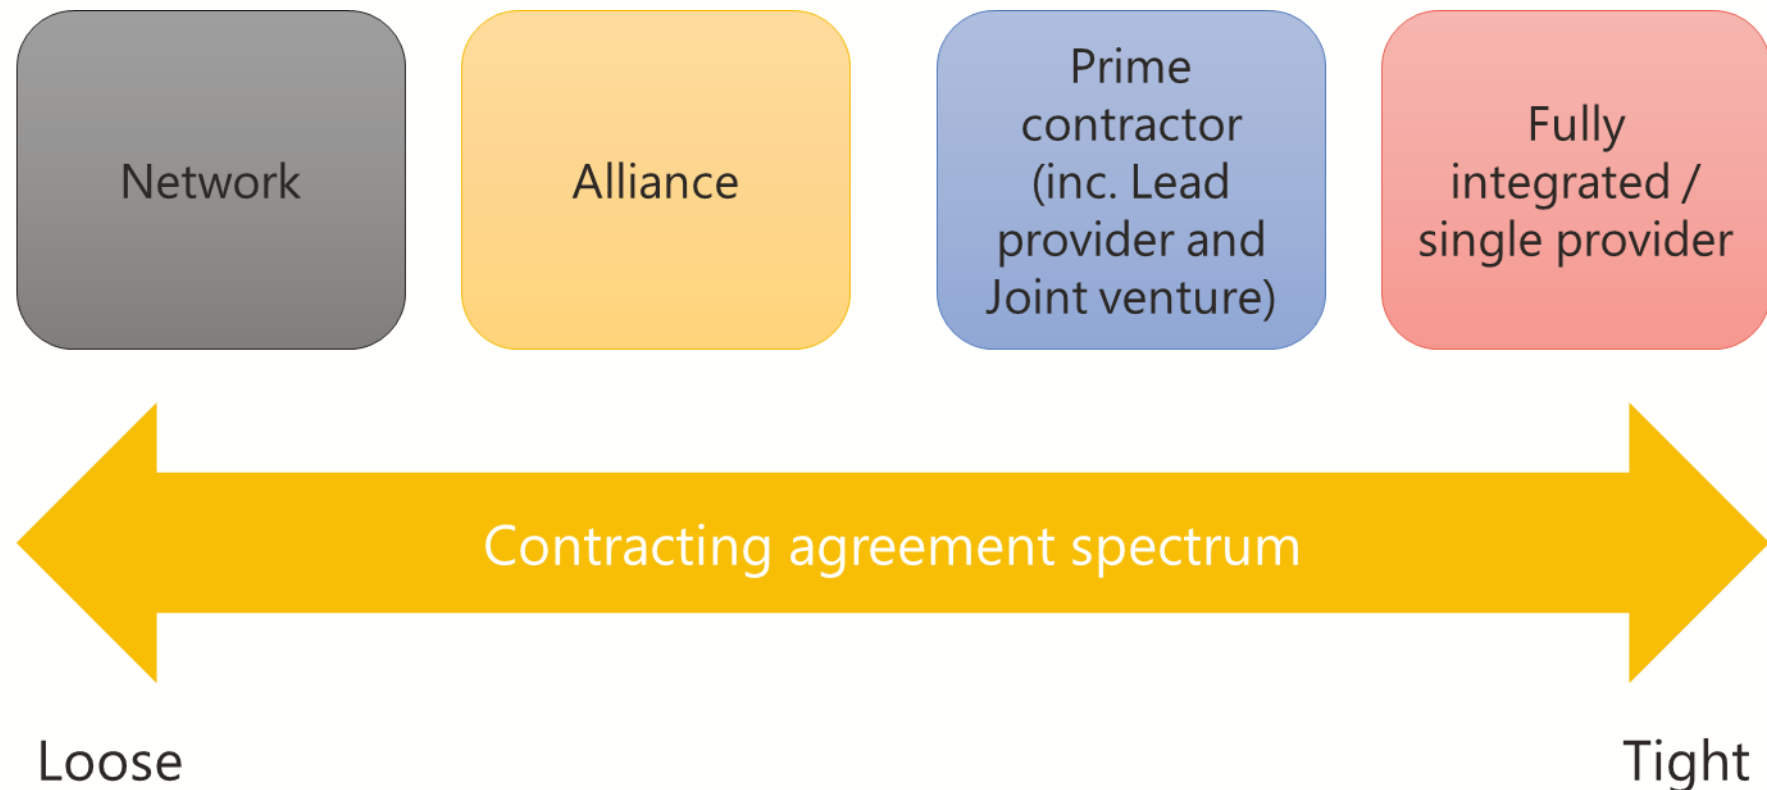 Network
Alliance
Prime
contractor
(inc. Lead
provider and
Joint venture)
Fully
integrated /
single provider
Contracting agreement spectrum
Loose
Tight